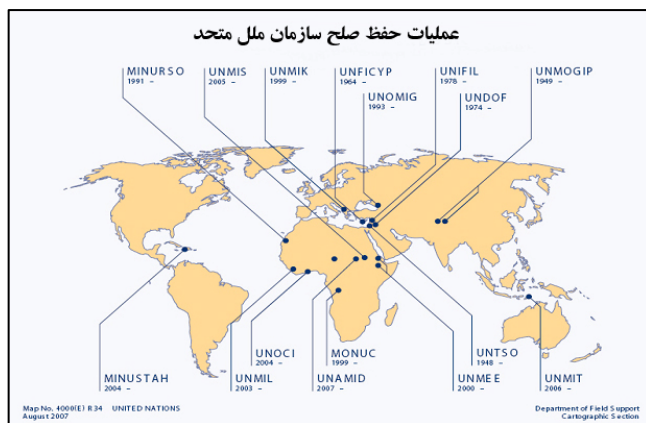 عملیات حفظ صلح سازمان ملل متحد
MINURSO
1991 -
UNMIS
2005 -
UNMIK
1999 -
UNFICYP
1964 -
UNOMIG
1993 -
UNIFIL
1978 -
UNDOF
1974 -
UNMOGIP
1949 -
MINUSTAH
2004 -
UNMIL
2003 -
UNOCI
2004 -
UNAMID
2007 -
MONUC
1999 -
UNMEE
2000 -
UNTSO
1948 -
UNMIT
2006 -
Map No. 4000(E) R34 UNITED NATIONS
August 2007
Department of Field Support
Cartographic Section